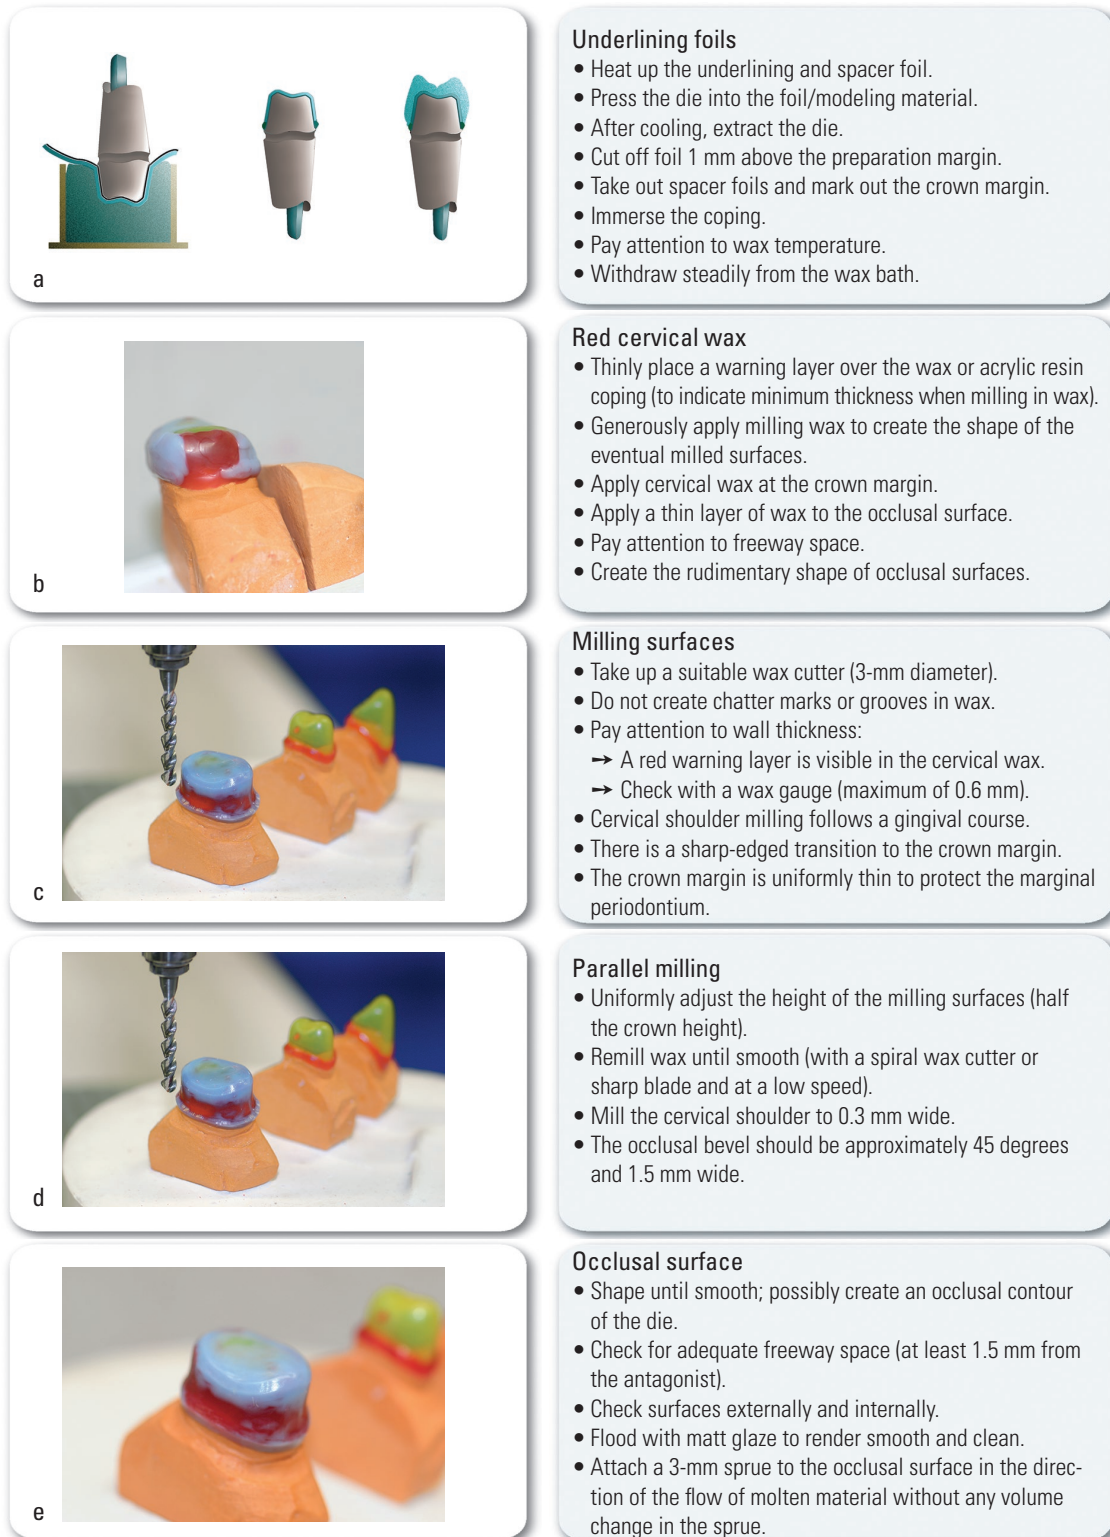 a
Underlining foils
• Heat up the underlining and spacer foil.
• Press the die into the foil/modeling material.
• After cooling, extract the die.
• Cut off foil 1 mm above the preparation margin.
• Take out spacer foils and mark out the crown margin.
• Immerse the coping.
• Pay attention to wax temperature.
• Withdraw steadily from the wax bath.
b
Red cervical wax
• Thinly place a warning layer over the wax or acrylic resin
coping (to indicate minimum thickness when milling in wax).
• Generously apply milling wax to create the shape of the
eventual milled surfaces.
• Apply cervical wax at the crown margin.
• Apply a thin layer of wax to the occlusal surface.
• Pay attention to freeway space.
• Create the rudimentary shape of occlusal surfaces.
c
Milling surfaces
• Take up a suitable wax cutter (3-mm diameter).
• Do not create chatter marks or grooves in wax.
• Pay attention to wall thickness:
➙ A red warning layer is visible in the cervical wax.
➙ Check with a wax gauge (maximum of 0.6 mm).
• Cervical shoulder milling follows a gingival course.
• There is a sharp-edged transition to the crown margin.
• The crown margin is uniformly thin to protect the marginal
periodontium.
d
Parallel milling
• Uniformly adjust the height of the milling surfaces (half
the crown height).
• Remill wax until smooth (with a spiral wax cutter or
sharp blade and at a low speed).
• Mill the cervical shoulder to 0.3 mm wide.
• The occlusal bevel should be approximately 45 degrees
and 1.5 mm wide.
e
Occlusal surface
• Shape until smooth; possibly create an occlusal contour
of the die.
• Check for adequate freeway space (at least 1.5 mm from
the antagonist).
• Check surfaces externally and internally.
• Flood with matt glaze to render smooth and clean.
• Attach a 3-mm sprue to the occlusal surface in the direc-
tion of the flow of molten material without any volume
change in the sprue.